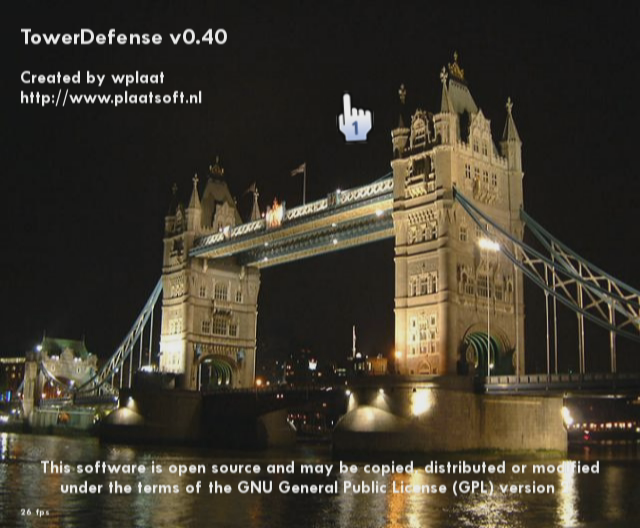 TowerDefense v0.40
Created by wplaat
http://www.plaatsoft.nl
1
This software is open source and may be copied, distributed or modified
under the terms of the GNU General Public License (GPL) version
26 fps